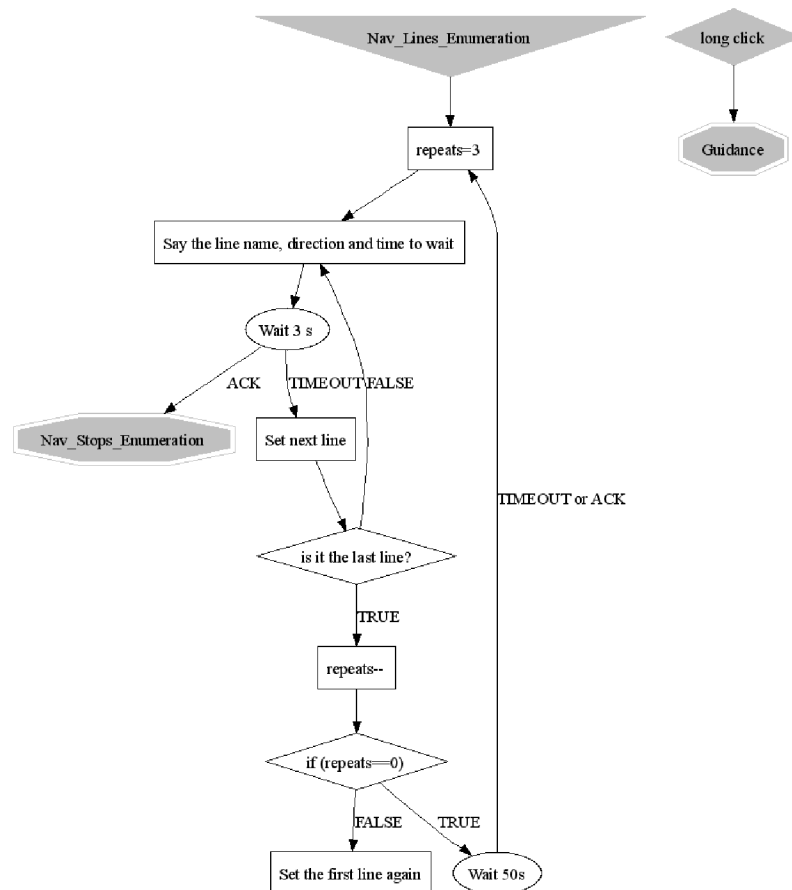 Nav_Lines_Enumeration
long click
repeats=3
Guidance
Say the line name, direction and time to wait
Wait 3 s
ACK
TIMEOUT
FALSE
Nav_Stops_Enumeration
Set next line
TIMEOUT or ACK
is it the last line?
TRUE
repeats--
if (repeats==0)
FALSE
TRUE
Set the first line again
Wait 50s